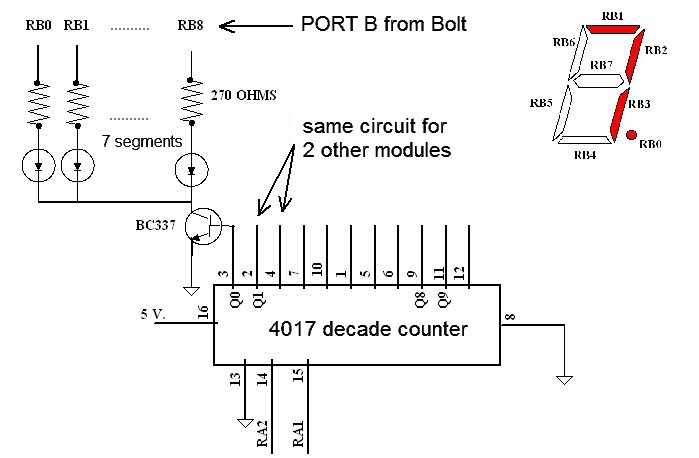 RB0 RB1 ........ RB8
PORT B from Bolt
RB1
RB6
RB2
RB7
RB5
RB3
RB4
RB0
270 OHMS
........
7 segments
same circuit for
2 other modules
BC337
3 2 4 7 10 1 5 6 9 11 12
Q0 Q1 Q8 Q9
5 V.
16
4017 decade counter
8
13 14 15
RA2 RA1